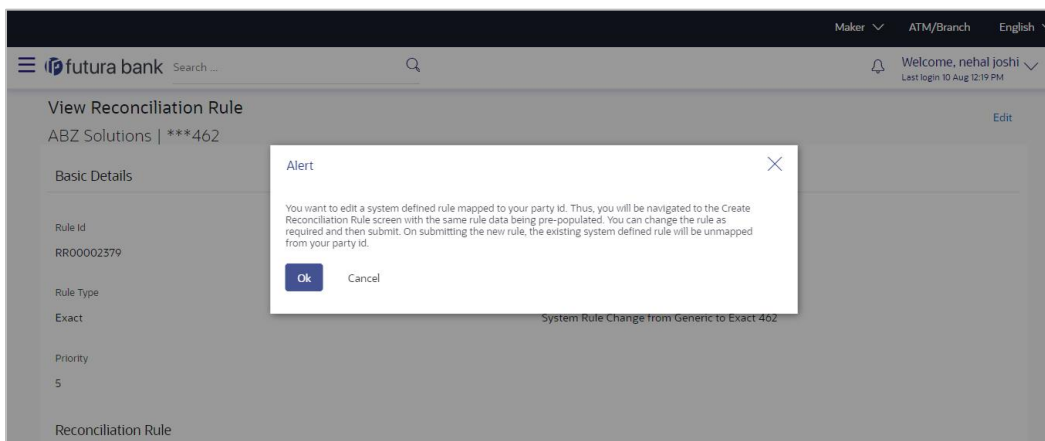 Maker ATM/Branch English
futura bank Search ... Welcome, nehal joshi
Last login 10 Aug 12:19 PM
View Reconciliation Rule
Edit
ABZ Solutions | ***462
Basic Details
Alert
You want to edit a system defined rule mapped to your party id. Thus, you will be navigated to the Create
Reconciliation Rule screen with the same rule data being pre-populated. You can change the rule as
required and then submit. On submitting the new rule, the existing system defined rule will be unmapped
from your party id.
Ok Cancel
Rule Id
RR00002379
Rule Type
Exact System Rule Change from Generic to Exact 462
Priority
5
Reconciliation Rule